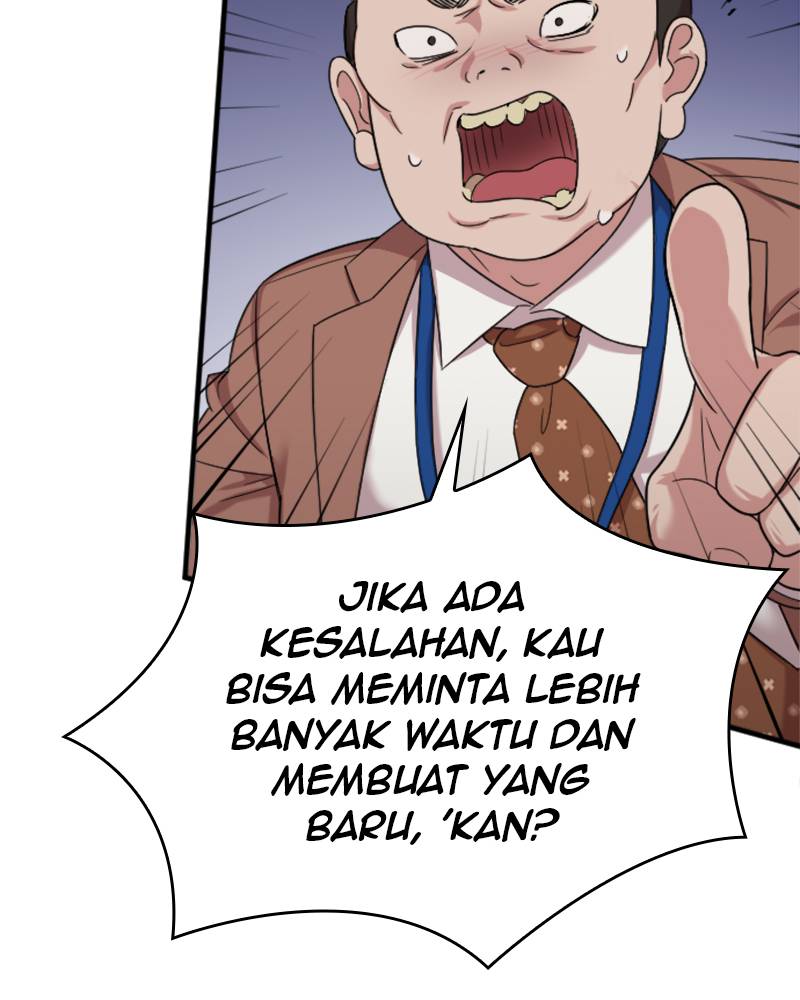 JIKA ADA
KESALAHAN, KAU
BISA MEMINTA LEBIH
BANYAK WAKTU DAN
MEMBUAT YANG
BARU, 'KAN?